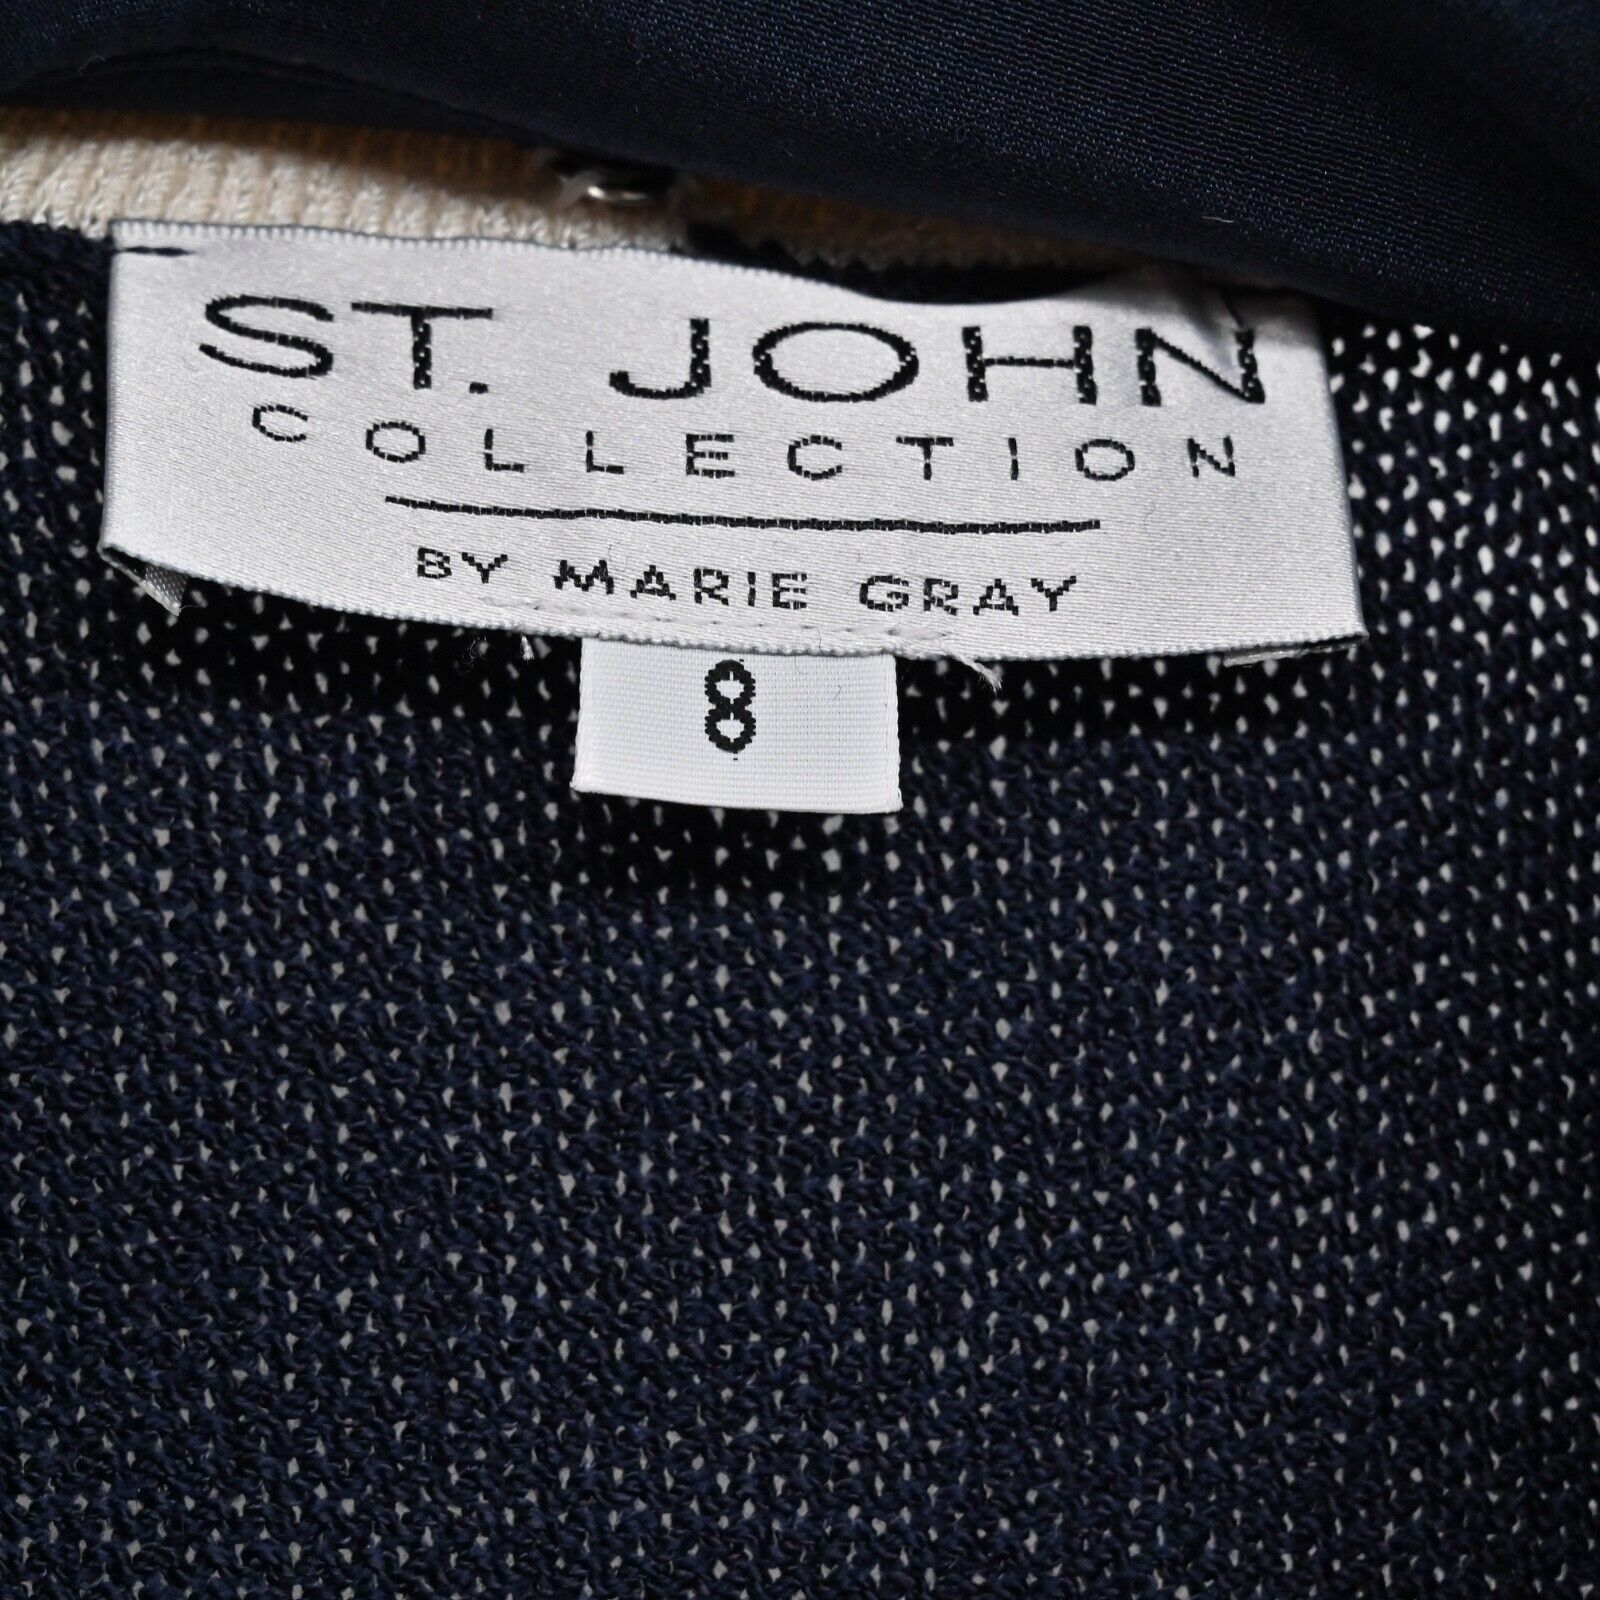 ST. JOHN
COLLECTION
BY MARIE GRAY
8